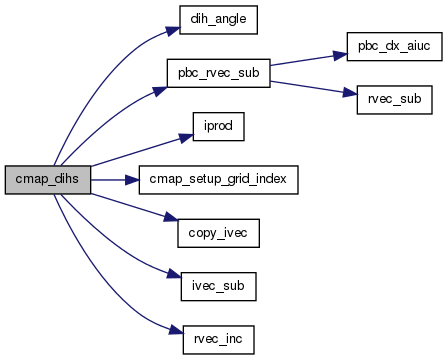 dih_angle
pbc_dx_aiuc
pbc_rvec_sub
rvec_sub
iprod
cmap_dihs
cmap_setup_grid_index
copy_ivec
ivec_sub
rvec_inc